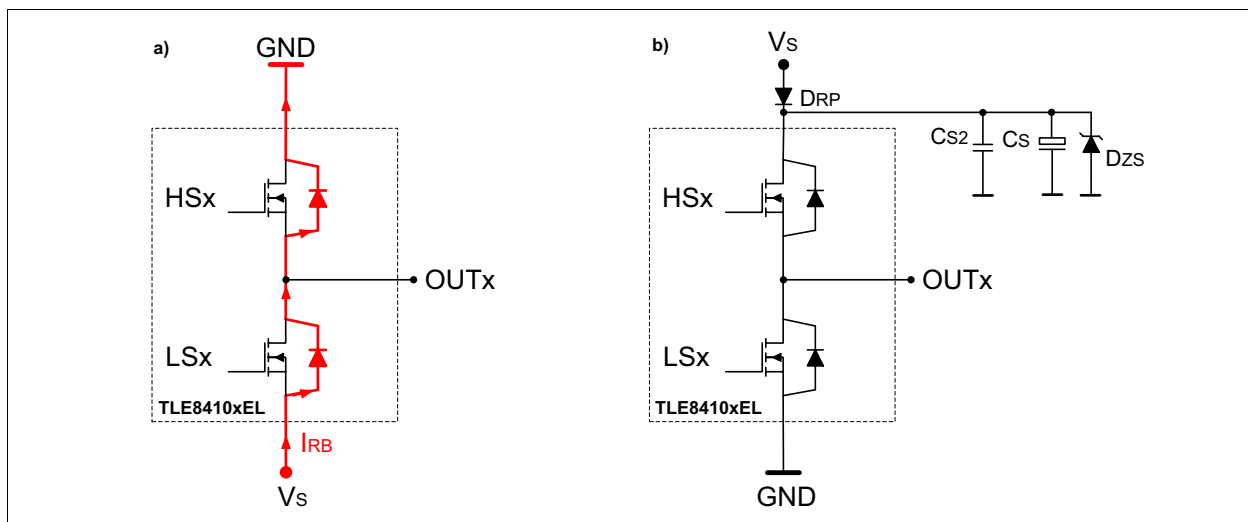 a)
GND
HSx
OUTx
LSx
TLE8410xEL
IRB
Vs
b)
Vs
DRP
CS2
Cs
Dzs
HSx
OUTx
LSx
TLE8410xEL
GND